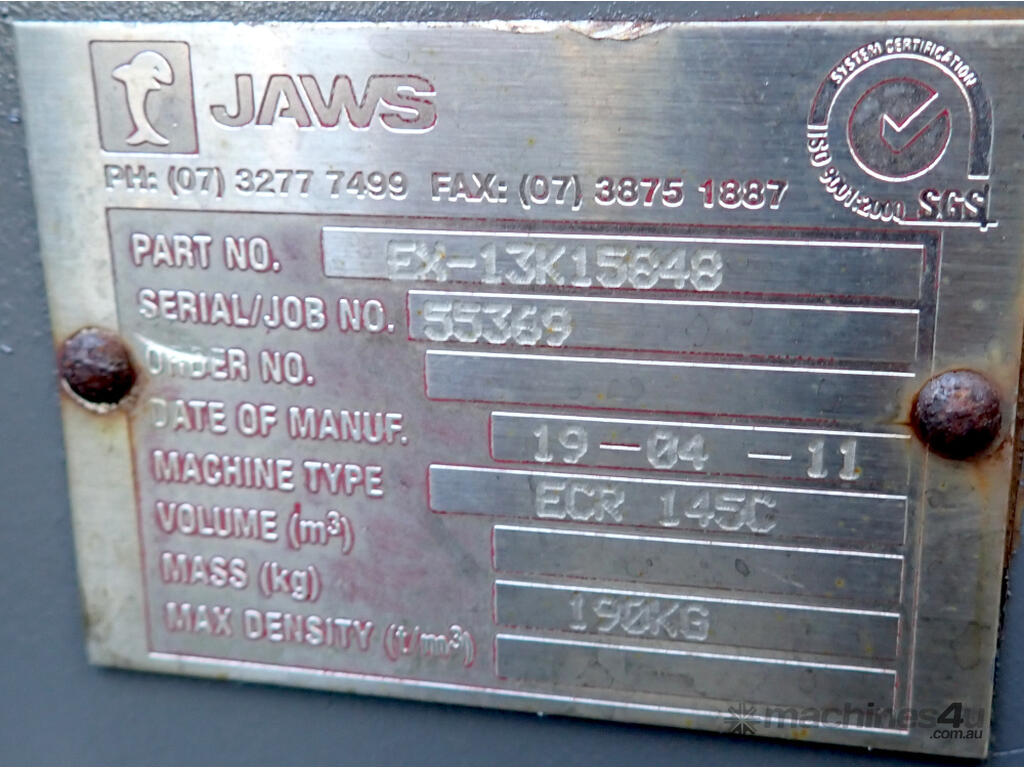 JAWS
SYSTEM CERTIFICATION
ISO 9001:2000
SGS
PH: (07) 3277 7499 FAX: (07) 3875 1887
PART NO. EX-13K15848
SERIAL/JOB NO. 55369
ORDER NO.
DATE OF MANUF. 19-04-11
MACHINE TYPE ECR 145C
VOLUME (m³)
MASS (kg) 190KG
MAX DENSITY (t/m³)
machines4u
.com.au